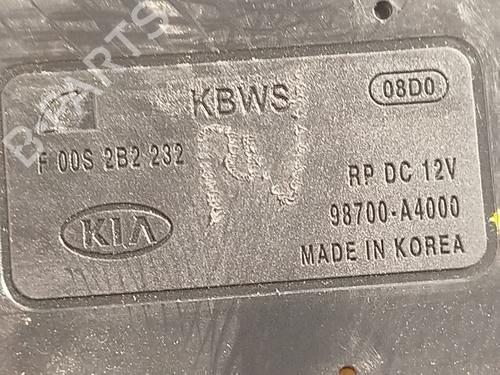 KBWS
08D0
F 00S 2B2 232
RP DC 12V
98700-A4000
KIA
MADE IN KOREA
B-PARTS